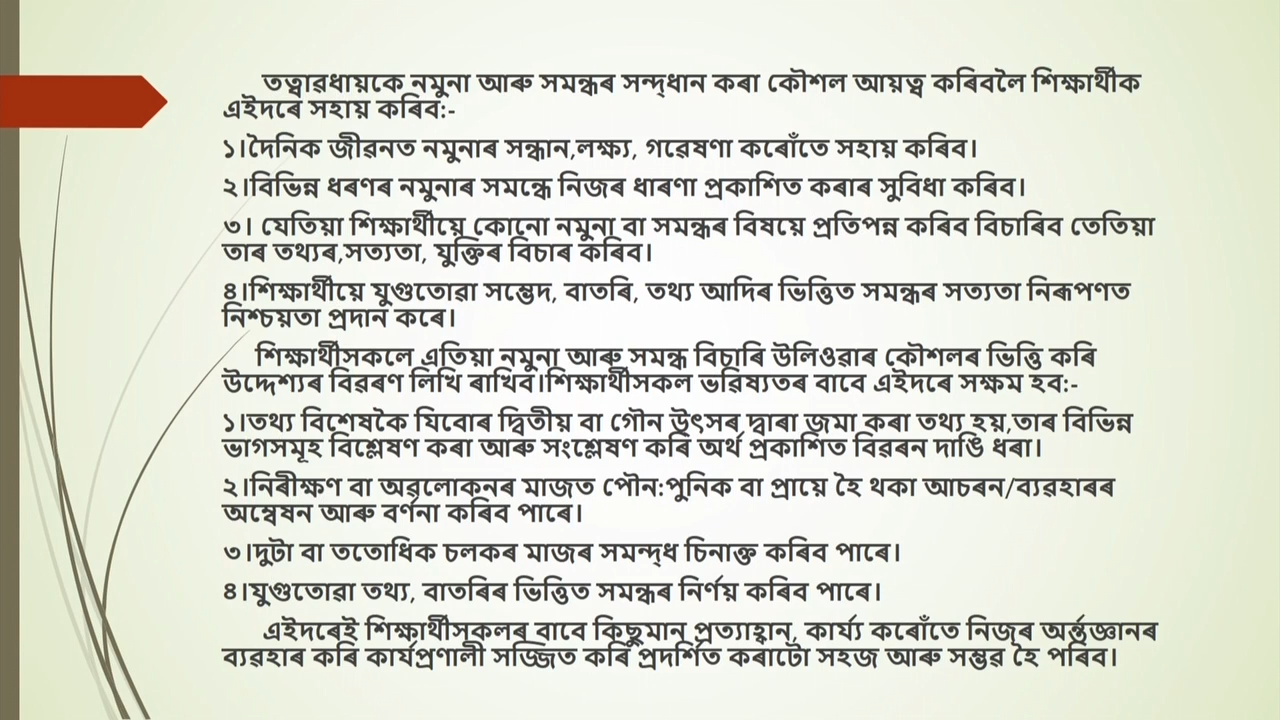 তত্বাৱধায়কে নমুনা আৰু সমন্ধৰ সন্দ্ধান কৰা কৌশল আয়ত্ব কৰিবলৈ শিক্ষাৰ্থীক
এইদৰে সহায় কৰিব:-
১।দৈনিক জীৱনত নমুনাৰ সন্ধান,লক্ষ্য, গৱেষণা কৰোঁতে সহায় কৰিব।
২।বিভিন্ন ধৰণৰ নমুনাৰ সমন্ধে নিজৰ ধাৰণা প্ৰকাশিত কৰাৰ সুবিধা কৰিব।
৩। যেতিয়া শিক্ষাৰ্থীয়ে কোনো নমুনা বা সমন্ধৰ বিষয়ে প্ৰতিপন্ন কৰিব বিচাৰিব তেতিয়া
তাৰ তথ্যৰ,সত্যতা, যুক্তিৰ বিচাৰ কৰিব।
৪।শিক্ষাৰ্থীয়ে যুগুতোৱা সম্ভেদ, বাতৰি, তথ্য আদিৰ ভিত্তিত সমন্ধৰ সত্যতা নিৰূপণত
নিশ্চয়তা প্ৰদান কৰে।
শিক্ষাৰ্থীসকলে এতিয়া নমুনা আৰু সমন্ধ বিচাৰি উলিওৱাৰ কৌশলৰ ভিত্তি কৰি
উদ্দেশ্যৰ বিৱৰণ লিখি ৰাখিব।শিক্ষাৰ্থীসকল ভৱিষ্যতৰ বাবে এইদৰে সক্ষম হব:-
১।তথ্য বিশেষকৈ যিবোৰ দ্বিতীয় বা গৌন উৎসৰ দ্বাৰা জমা কৰা তথ্য হয়,তাৰ বিভিন্ন
ভাগসমূহ বিশ্লেষণ কৰা আৰু সংশ্লেষণ কৰি অৰ্থ প্ৰকাশিত বিৱৰন দাঙি ধৰা।
২।নিৰীক্ষণ বা অৱলোকনৰ মাজত পৌন:পুনিক বা প্ৰায়ে হৈ থকা আচৰন/ব্যৱহাৰৰ
অম্বেষন আৰু বৰ্ণনা কৰিব পাৰে।
৩।দুটা বা ততোধিক চলকৰ মাজৰ সমন্দ্ধ চিনাক্ত কৰিব পাৰে।
৪।যুগুতোৱা তথ্য, বাতৰিৰ ভিত্তিত সমন্ধৰ নিৰ্ণয় কৰিব পাৰে।
এইদৰেই শিক্ষাৰ্থীসকলৰ বাবে কিছুমান প্ৰত্যাহ্বান, কাৰ্য্য কৰোঁতে নিজৰ অৰ্ন্তজ্ঞানৰ
ব্যৱহাৰ কৰি কাৰ্যপ্ৰণালী সজ্জিত কৰি প্ৰদৰ্শিত কৰাটো সহজ আৰু সম্ভৱ হৈ পৰিব।